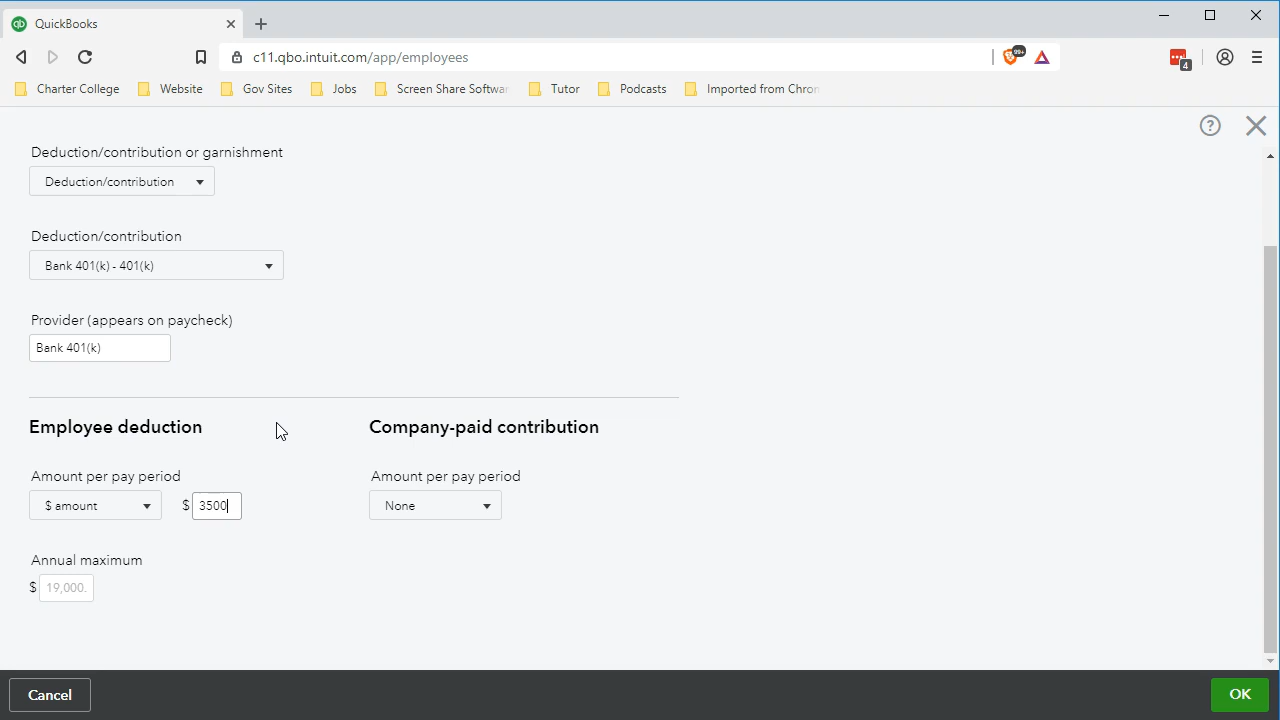 QuickBooks
c11.qbo.intuit.com/app/employees
99+
4
Charter College Website Gov Sites Jobs Screen Share Softwar Tutor Podcasts Imported from Chron
Deduction/contribution or garnishment
Deduction/contribution
Deduction/contribution
Bank 401(k) - 401(k)
Provider (appears on paycheck)
Bank 401(k)
Employee deduction Company-paid contribution
Amount per pay period Amount per pay period
$ amount $ 3500 None
Annual maximum
$ 19,000.
Cancel OK